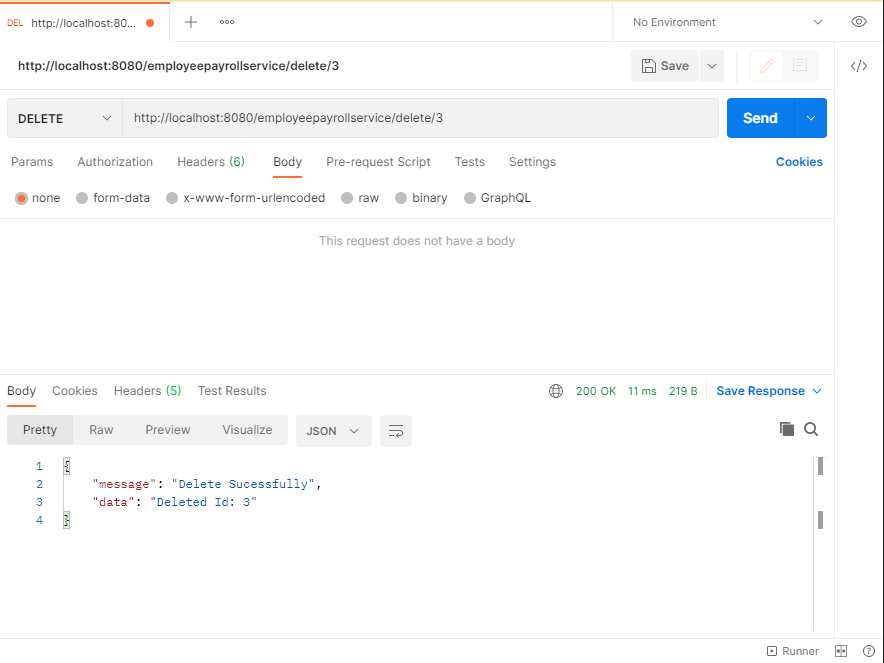 DEL http://localhost:80... No Environment
http://localhost:8080/employeepayrollservice/delete/3 Save
DELETE http://localhost:8080/employeepayrollservice/delete/3 Send
Params Authorization Headers (6) Body Pre-request Script Tests Settings Cookies
none form-data x-www-form-urlencoded raw binary GraphQL
This request does not have a body
Body Cookies Headers (5) Test Results 200 OK 11 ms 219 B Save Response
Pretty Raw Preview Visualize JSON
1 {
2 "message": "Delete Sucessfully",
3 "data": "Deleted Id: 3"
4 }
Runner